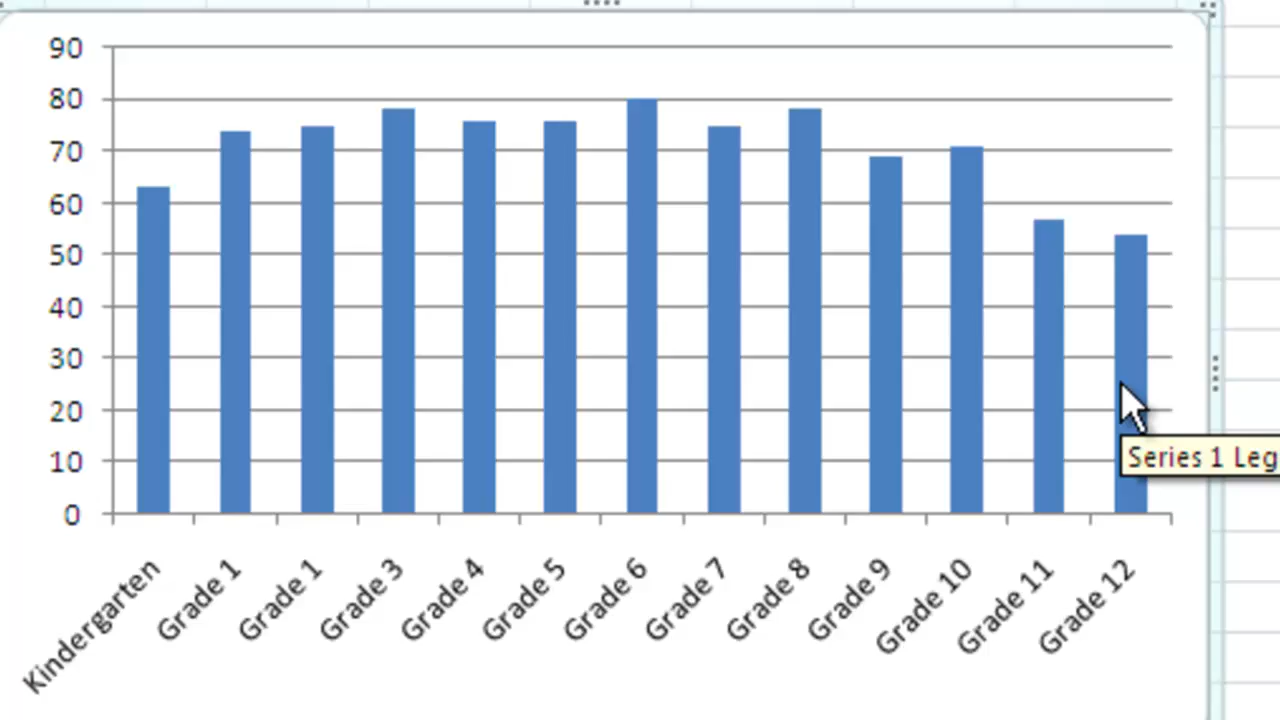 90
80
70
60
50
40
30
20
10
0
Series 1 Leg
Kindergarten
Grade 1
Grade 1
Grade 3
Grade 4
Grade 5
Grade 6
Grade 7
Grade 8
Grade 9
Grade 10
Grade 11
Grade 12